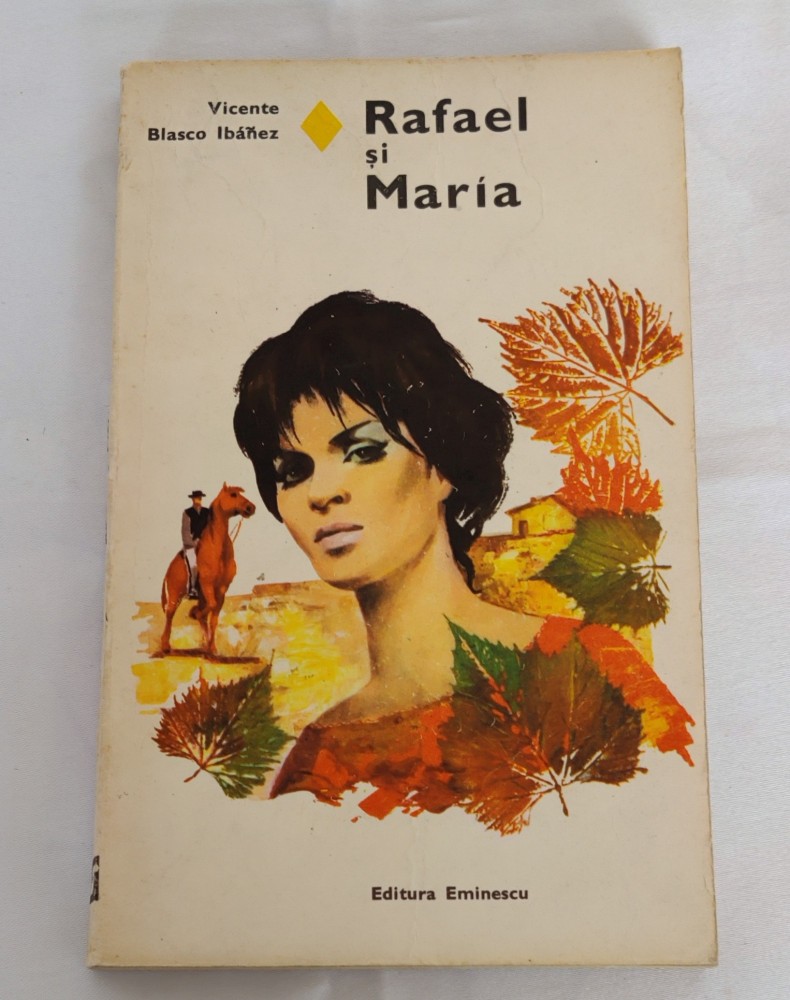 Vicente
Blasco Ibáñez
Rafael
și
María
Editura Eminescu